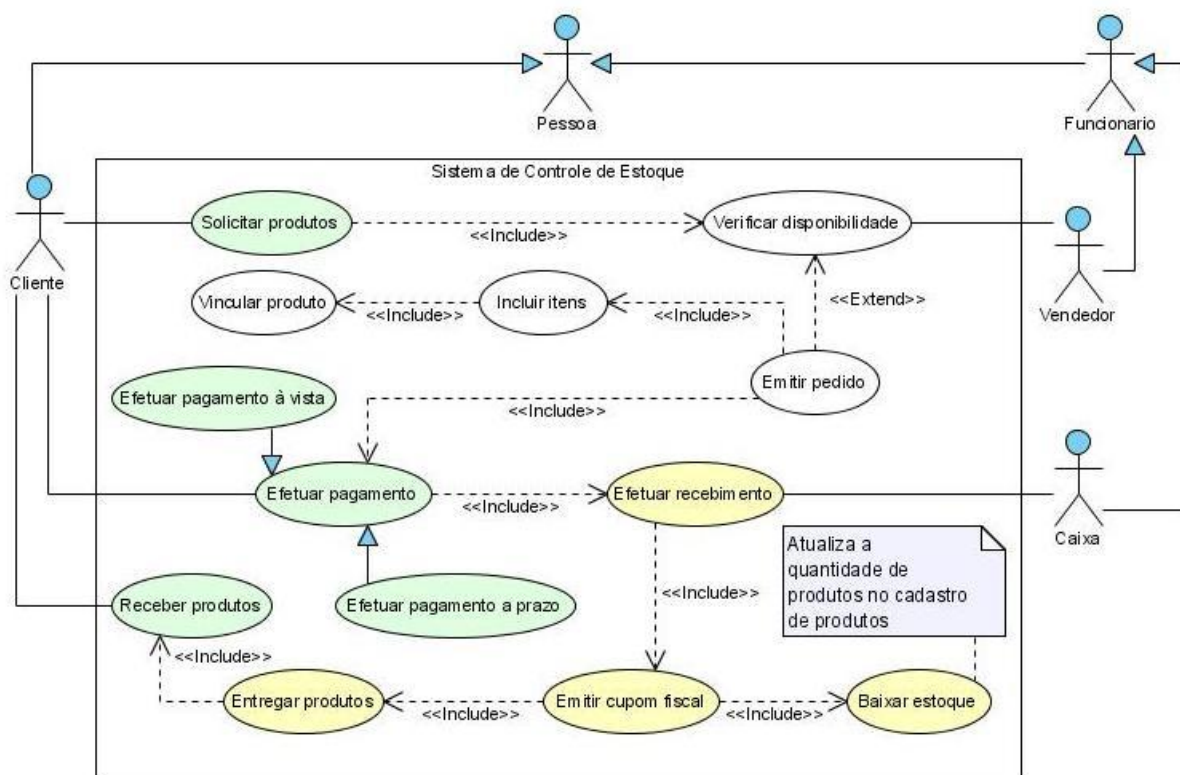 Pessoa
Funcionario
Sistema de Controle de Estoque
Solicitar produtos
<<Include>>
Verificar disponibilidade
Cliente
Vincular produto
<<Include>>
Incluir itens
<<Include>>
<<Extend>>
Vendedor
Efetuar pagamento à vista
<<Include>>
Emitir pedido
Efetuar pagamento
<<Include>>
Efetuar recebimento
Caixa
Atualiza a
quantidade de
produtos no cadastro
de produtos
Receber produtos
Efetuar pagamento a prazo
<<Include>>
<<Include>>
Entregar produtos
<<Include>>
Emitir cupom fiscal
<<Include>>
Baixar estoque